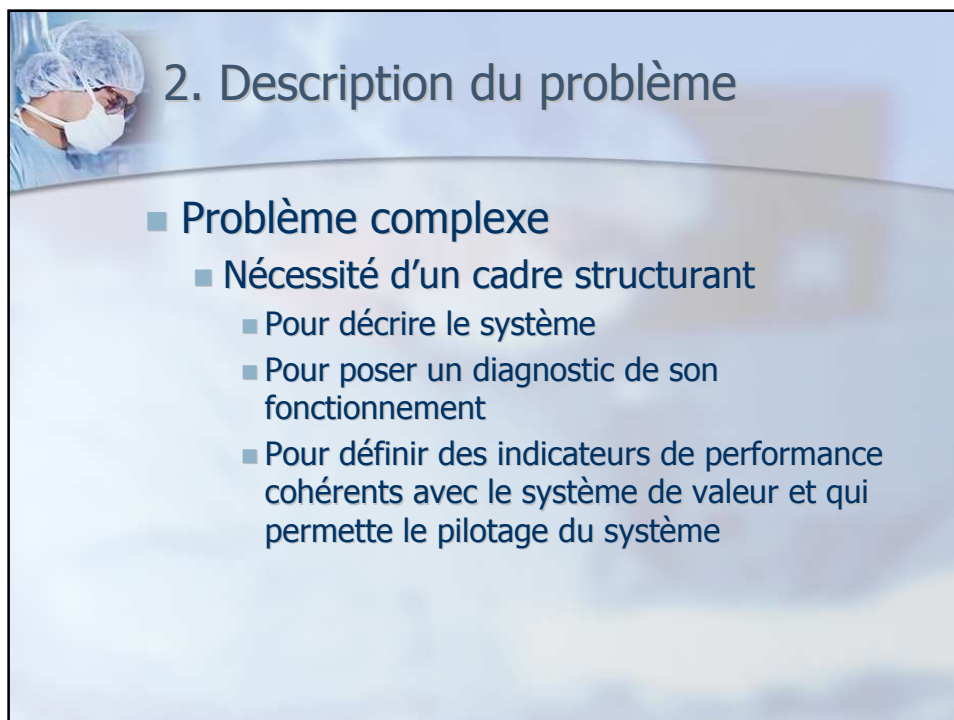 2. Description du problème
Problème complexe
Nécessité d’un cadre structurant
Pour décrire le système
Pour poser un diagnostic de son
fonctionnement
Pour définir des indicateurs de performance
cohérents avec le système de valeur et qui
permette le pilotage du système